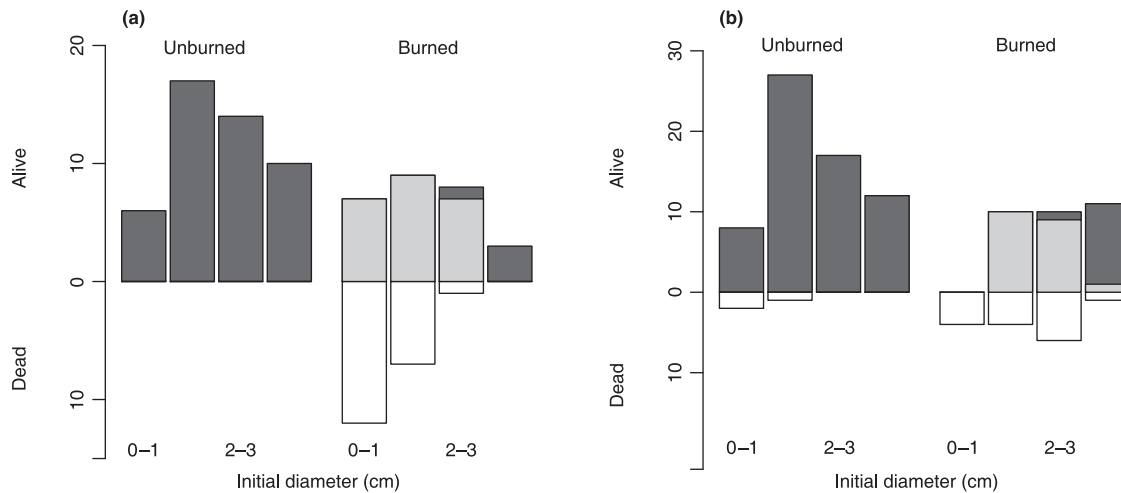 (a)
Unburned Burned
20
10
0
10
Alive
Dead
0–1 2–3 0–1 2–3
Initial diameter (cm)
(b)
Unburned Burned
30
20
10
0
10
Alive
Dead
0–1 2–3 0–1 2–3
Initial diameter (cm)